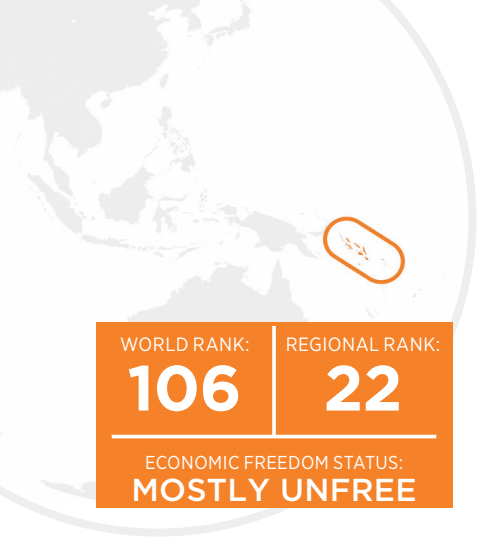 WORLD RANK:
106
REGIONAL RANK:
22
ECONOMIC FREEDOM STATUS:
MOSTLY UNFREE